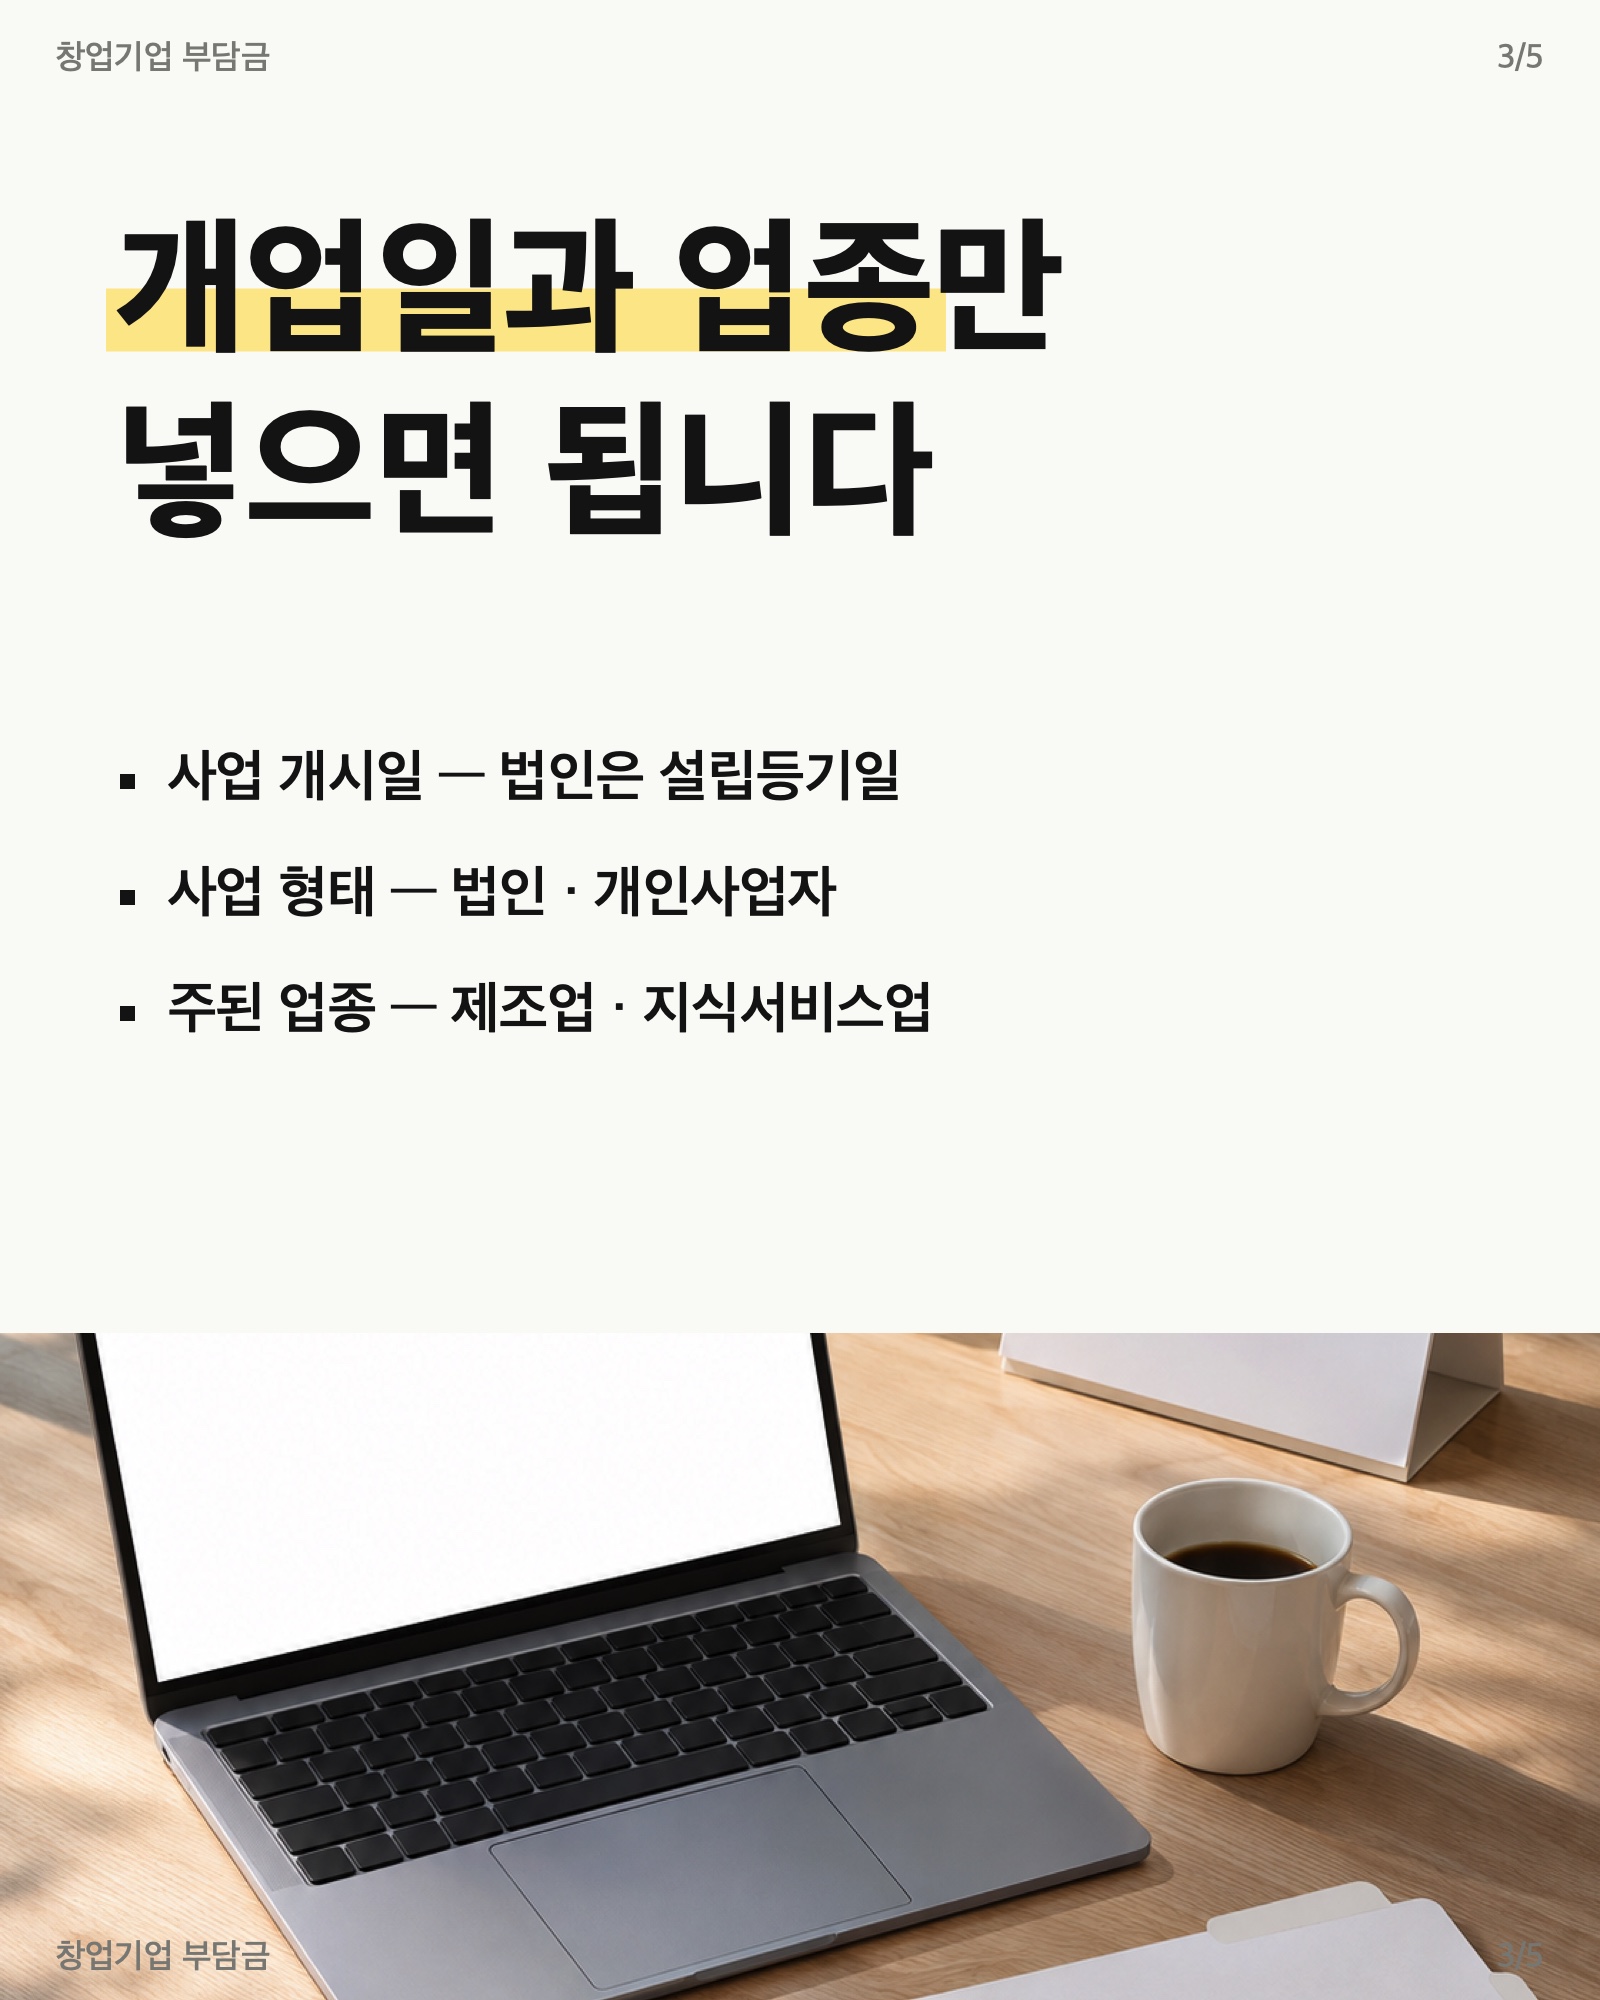 창업기업 부담금
3/5
개업일과 업종만
넣으면 됩니다
▪ 사업 개시일 — 법인은 설립등기일
▪ 사업 형태 — 법인 · 개인사업자
▪ 주된 업종 — 제조업 · 지식서비스업
창업기업 부담금
3/5